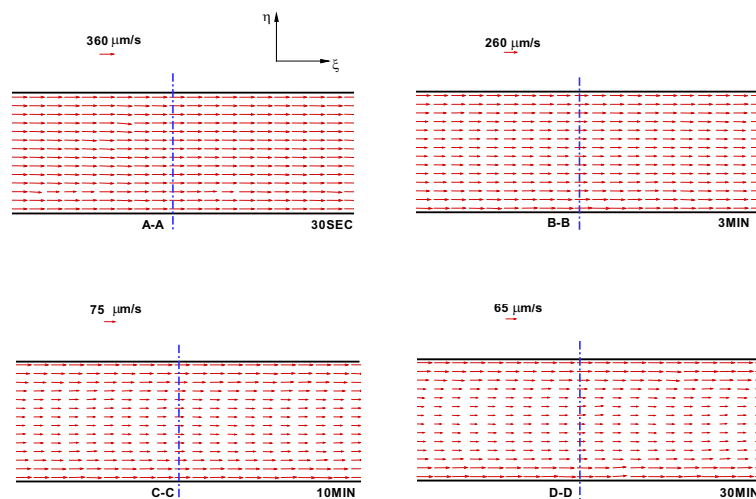 η
360 μm/s
ξ
260 μm/s
A-A
30SEC
B-B
3MIN
75 μm/s
65 μm/s
C-C
10MIN
D-D
30MIN